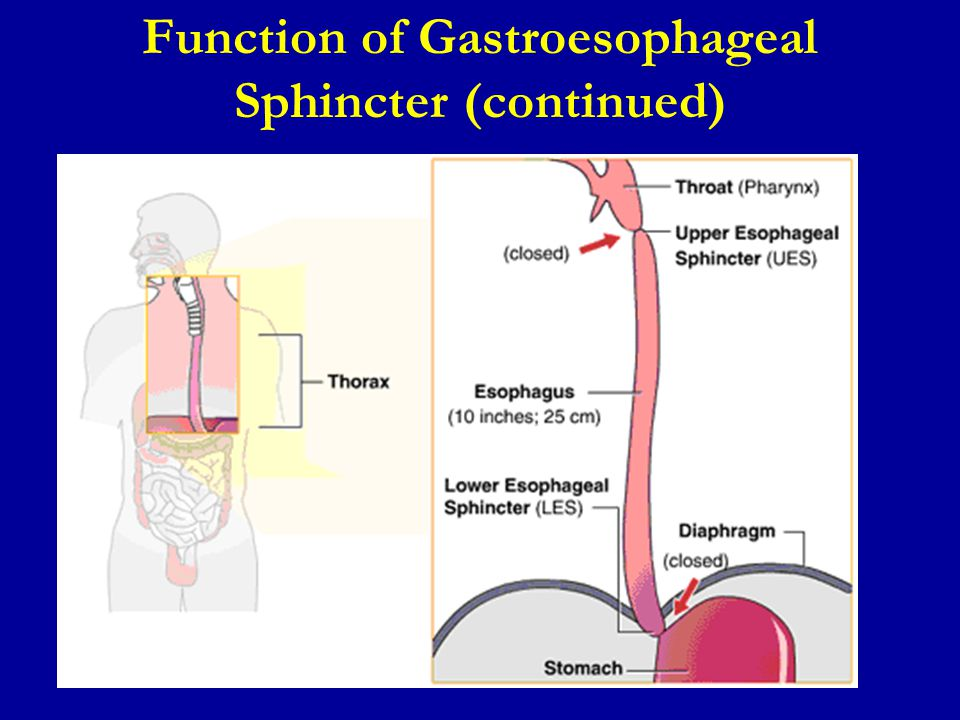 Function of Gastroesophageal
Sphincter (continued)
Thorax
Throat (Pharynx)
Upper Esophageal
Sphincter (UES)
(closed)
Esophagus
(10 inches; 25 cm)
Lower Esophageal
Sphincter (LES)
Diaphragm
(closed)
Stomach